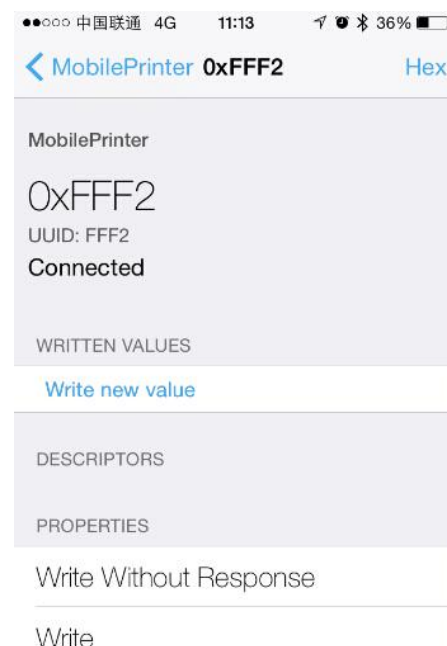 中国联通 4G 11:13 36%
MobilePrinter 0xFFF2 Hex
MobilePrinter
0xFFF2
UUID: FFF2
Connected
WRITTEN VALUES
Write new value
DESCRIPTORS
PROPERTIES
Write Without Response
Write